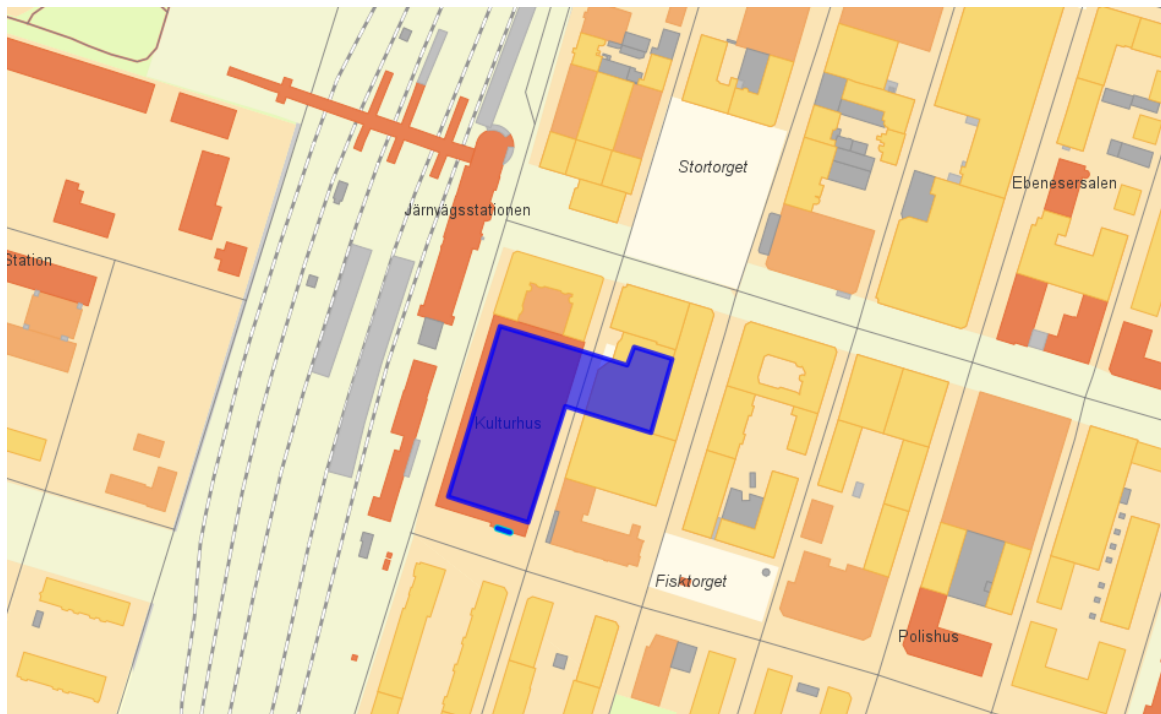 Stortorget
Ebenesersalen
Järnvägsstationen
Station
Kulturhus
Fisktorget
Polishus